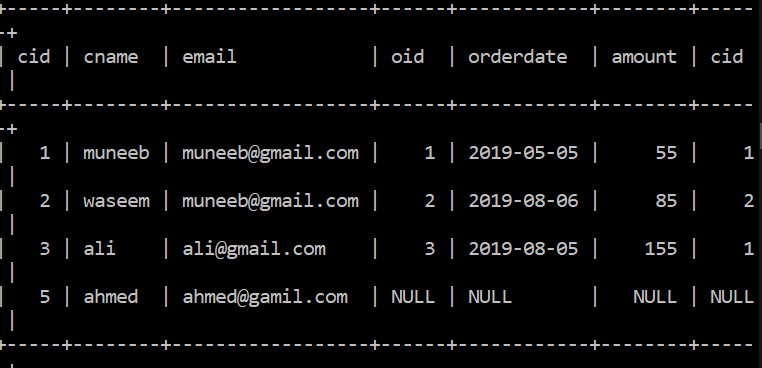 +-----+--------+------------------+------+------------+--------+-----
-+
| cid | cname | email | oid | orderdate | amount | cid
|
+-----+--------+------------------+------+------------+--------+-----
-+
| 1 | muneeb | muneeb@gmail.com | 1 | 2019-05-05 | 55 | 1
|
| 2 | waseem | muneeb@gmail.com | 2 | 2019-08-06 | 85 | 2
|
| 3 | ali | ali@gmail.com | 3 | 2019-08-05 | 155 | 1
|
| 5 | ahmed | ahmed@gamil.com | NULL | NULL | NULL | NULL
|
+-----+--------+------------------+------+------------+--------+-----